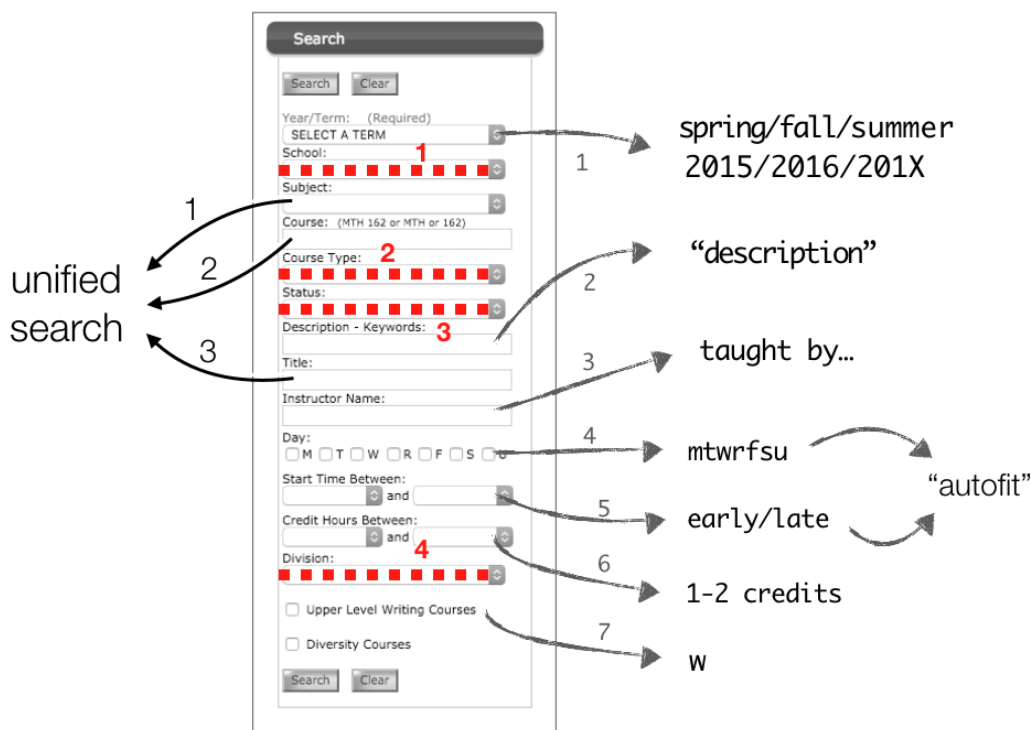 Search
Search Clear
Year/Term: (Required)
SELECT A TERM
School:
1
Subject:
Course: (MTH 162 or MTH or 162)
Course Type:
2
Status:
Description - Keywords:
3
Title:
Instructor Name:
Day:
M T W R F S U
Start Time Between:
and
Credit Hours Between:
and
4
Division:
Upper Level Writing Courses
Diversity Courses
Search Clear
unified
search
1
2
3
1
spring/fall/summer
2015/2016/201X
2
“description”
3
taught by…
4
mtwrfsu
5
early/late
“autofit”
6
1-2 credits
7
w